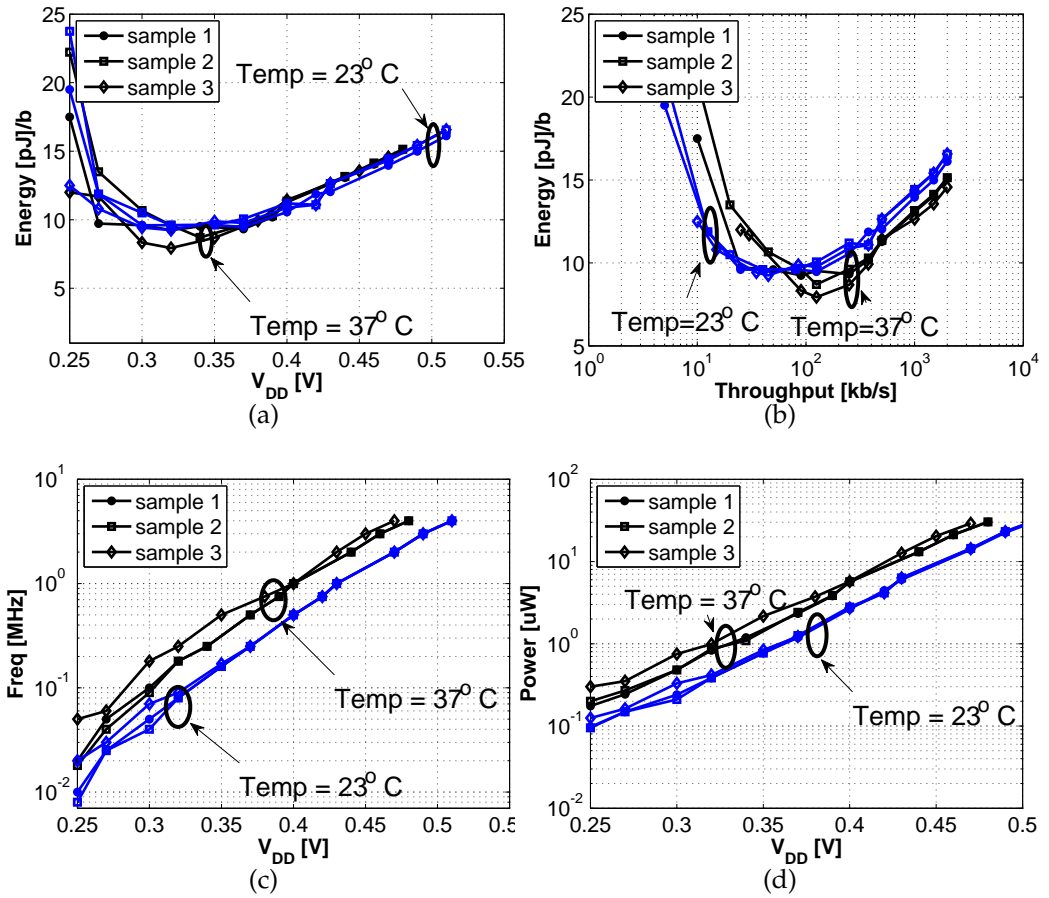 25
20
15
10
5
0.25
0.3
0.35
0.4
0.45
0.5
0.55
Energy [pJ]/b
V_DD [V]
sample 1
sample 2
sample 3
Temp = 23° C
Temp = 37° C
(a)
25
20
15
10
5
10^0
10^1
10^2
10^3
10^4
Energy [pJ]/b
Throughput [kb/s]
sample 1
sample 2
sample 3
Temp=23° C
Temp=37° C
(b)
10^1
10^0
10^-1
10^-2
0.25
0.3
0.35
0.4
0.45
0.5
Freq [MHz]
V_DD [V]
sample 1
sample 2
sample 3
Temp = 37° C
Temp = 23° C
(c)
10^2
10^1
10^0
10^-1
10^-2
0.25
0.3
0.35
0.4
0.45
0.5
Power [uW]
V_DD [V]
sample 1
sample 2
sample 3
Temp = 37° C
Temp = 23° C
(d)